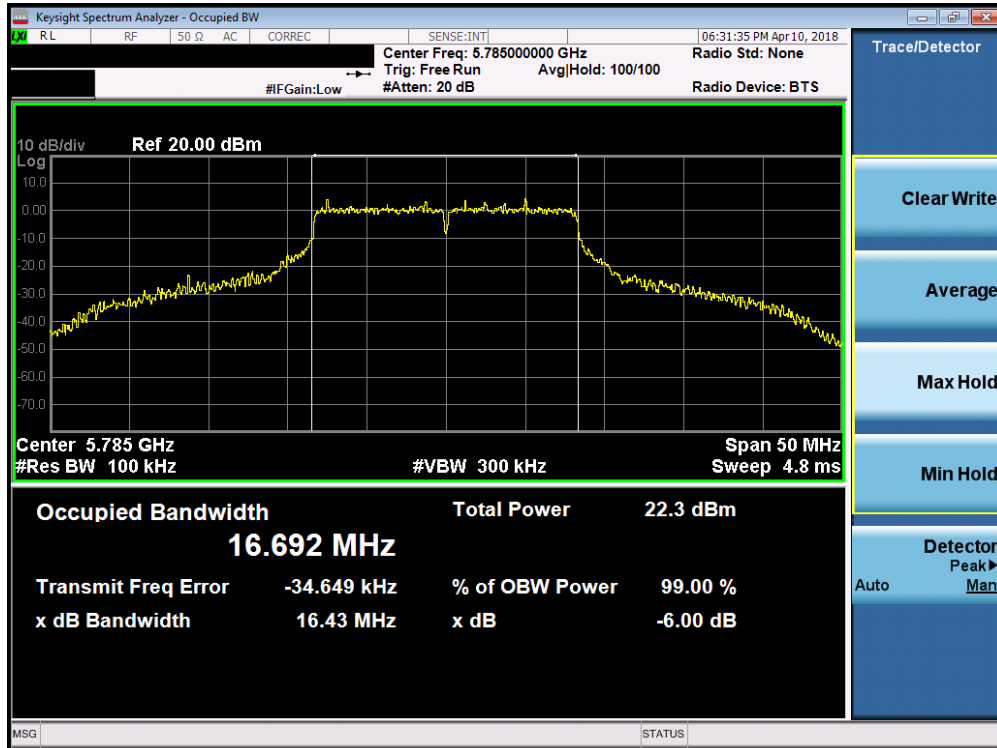 Keysight Spectrum Analyzer - Occupied BW
LXI RL RF 50 Ω AC CORREC SENSE:INT 06:31:35 PM Apr 10, 2018
Center Freq: 5.785000000 GHz Radio Std: None
Trig: Free Run Avg|Hold: 100/100
#IFGain:Low #Atten: 20 dB Radio Device: BTS
Trace/Detector
10 dB/div Ref 20.00 dBm
Log
10.0
0.00
-10.0
-20.0
-30.0
-40.0
-50.0
-60.0
-70.0
Center 5.785 GHz Span 50 MHz
#Res BW 100 kHz #VBW 300 kHz Sweep 4.8 ms
Occupied Bandwidth Total Power 22.3 dBm
16.692 MHz
Transmit Freq Error -34.649 kHz % of OBW Power 99.00 %
x dB Bandwidth 16.43 MHz x dB -6.00 dB
Clear Write
Average
Max Hold
Min Hold
Detector
Peak▶
Auto Man
MSG STATUS